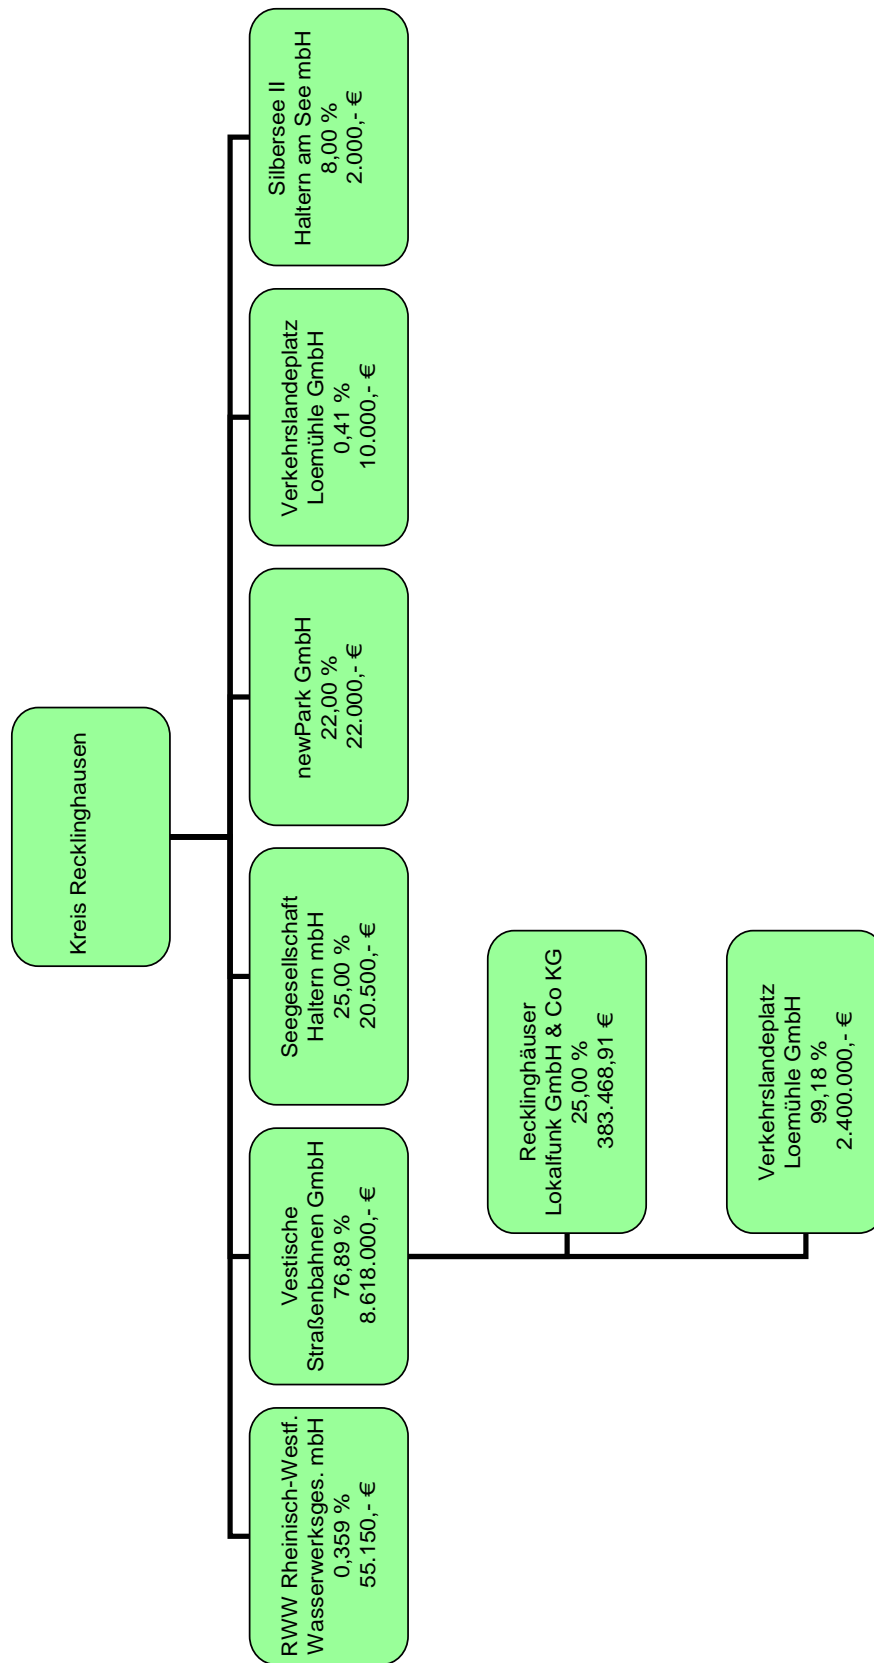 Kreis Recklinghausen
RWW Rheinisch-Westf.
Wasserwerksges. mbH
0,359 %
55.150,- €
Vestische
Straßenbahnen GmbH
76,89 %
8.618.000,- €
Seegesellschaft
Haltern mbH
25,00 %
20.500,- €
newPark GmbH
22,00 %
22.000,- €
Verkehrslandeplatz
Loemühle GmbH
0,41 %
10.000,- €
Silbersee II
Haltern am See mbH
8,00 %
2.000,- €
Recklinghäuser
Lokalfunk GmbH & Co KG
25,00 %
383.468,91 €
Verkehrslandeplatz
Loemühle GmbH
99,18 %
2.400.000,- €